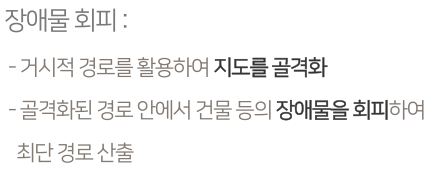 장애물 회피 :
- 거시적 경로를 활용하여 지도를 골격화
- 골격화된 경로 안에서 건물 등의 장애물을 회피하여
최단 경로 산출